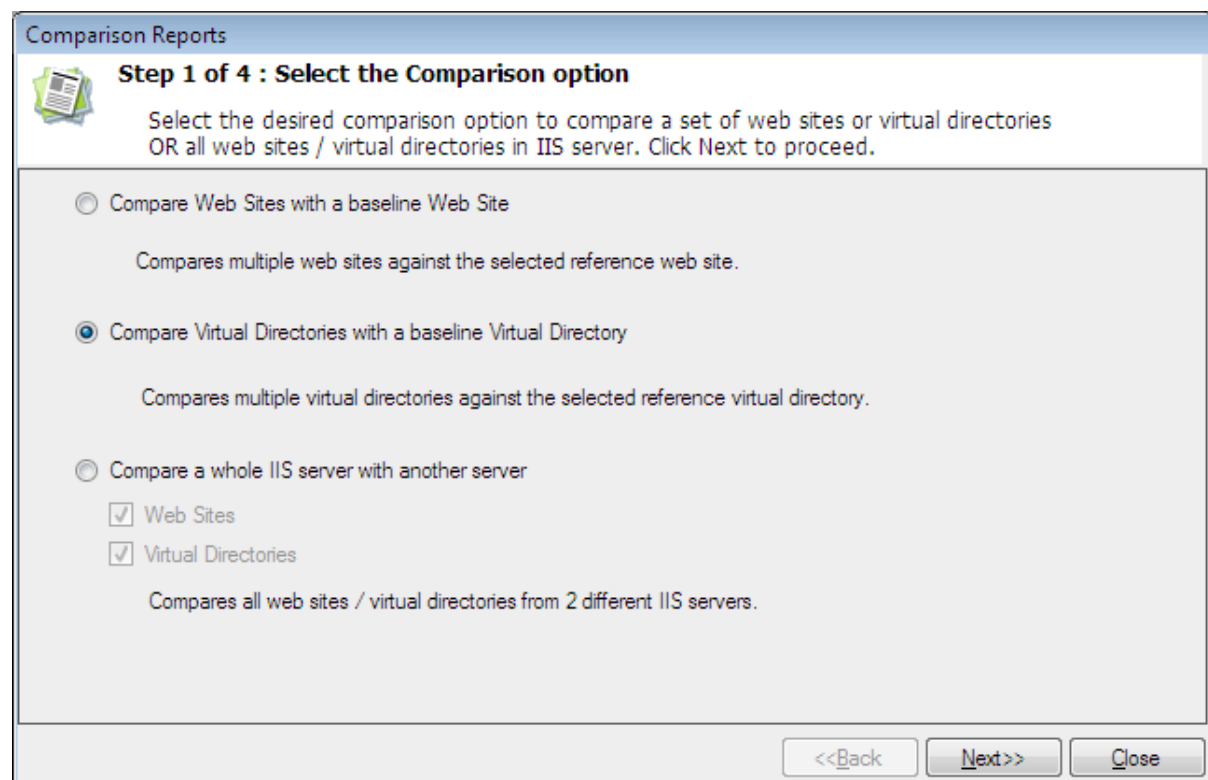 Comparison Reports
Step 1 of 4 : Select the Comparison option
Select the desired comparison option to compare a set of web sites or virtual directories
OR all web sites / virtual directories in IIS server. Click Next to proceed.
Compare Web Sites with a baseline Web Site
Compares multiple web sites against the selected reference web site.
Compare Virtual Directories with a baseline Virtual Directory
Compares multiple virtual directories against the selected reference virtual directory.
Compare a whole IIS server with another server
Web Sites
Virtual Directories
Compares all web sites / virtual directories from 2 different IIS servers.
<<Back Next>> Close